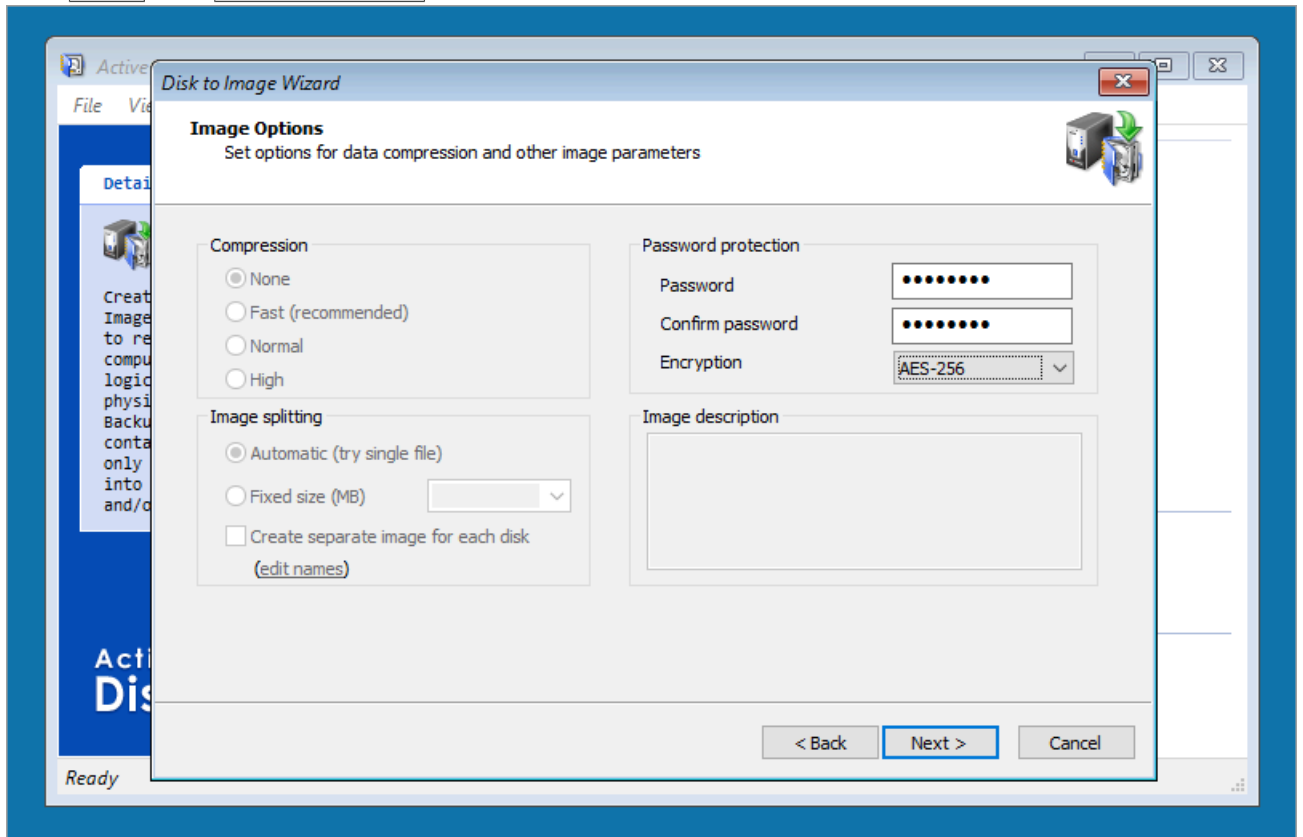 Active
Disk to Image Wizard
File Vie
Image Options
Set options for data compression and other image parameters
Detai
Creat
Image
to re
compu
logic
physi
Backu
conta
only
into
and/o
Compression
None
Fast (recommended)
Normal
High
Image splitting
Automatic (try single file)
Fixed size (MB)
Create separate image for each disk
(edit names)
Password protection
Password
••••••••
Confirm password
••••••••
Encryption
AES-256
Image description
Acti
Dis
< Back
Next >
Cancel
Ready